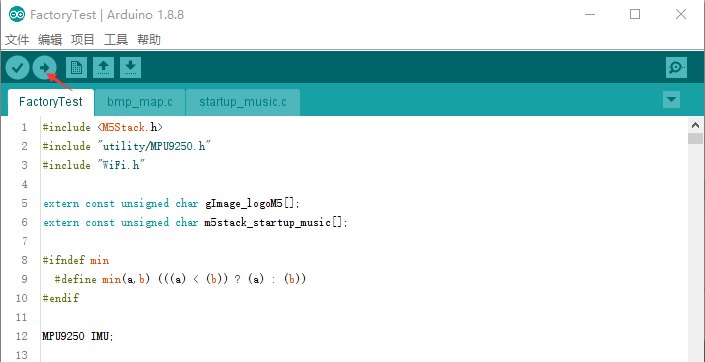 FactoryTest | Arduino 1.8.8
文件 编辑 项目 工具 帮助
FactoryTest bmp_map.c startup_music.c
1 #include <M5Stack.h>
2 #include "utility/MPU9250.h"
3 #include "WiFi.h"
4
5 extern const unsigned char gImage_logoM5[];
6 extern const unsigned char m5stack_startup_music[];
7
8 #ifndef min
9 #define min(a,b) (((a) < (b)) ? (a) : (b))
10 #endif
11
12 MPU9250 IMU;
13